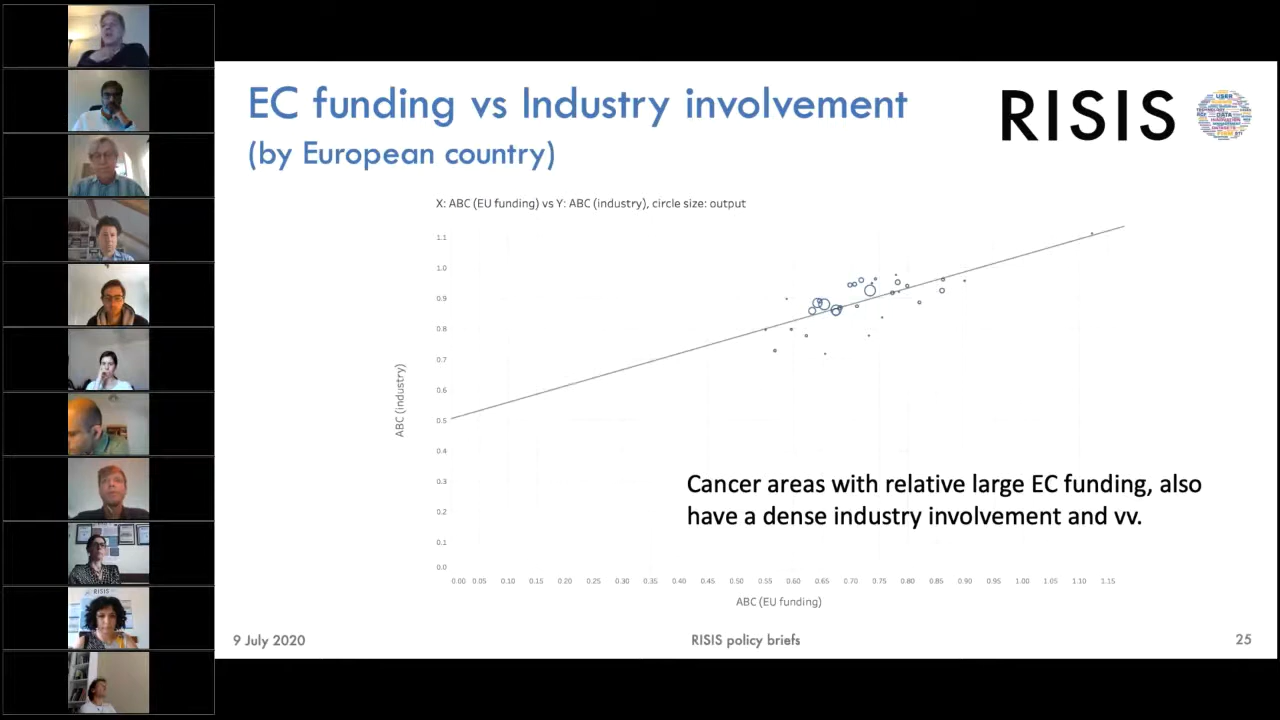 EC funding vs Industry involvement
(by European country)
RISIS
USER
DATA
X: ABC (EU funding) vs Y: ABC (industry), circle size: output
1.1
1.0
0.9
0.8
0.7
0.6
0.5
0.4
0.3
0.2
0.1
0.0
ABC (industry)
0.00 0.05 0.10 0.15 0.20 0.25 0.30 0.35 0.40 0.45 0.50 0.55 0.60 0.65 0.70 0.75 0.80 0.85 0.90 0.95 1.00 1.05 1.10 1.15
ABC (EU funding)
Cancer areas with relative large EC funding, also
have a dense industry involvement and vv.
9 July 2020
RISIS policy briefs
25
RISIS